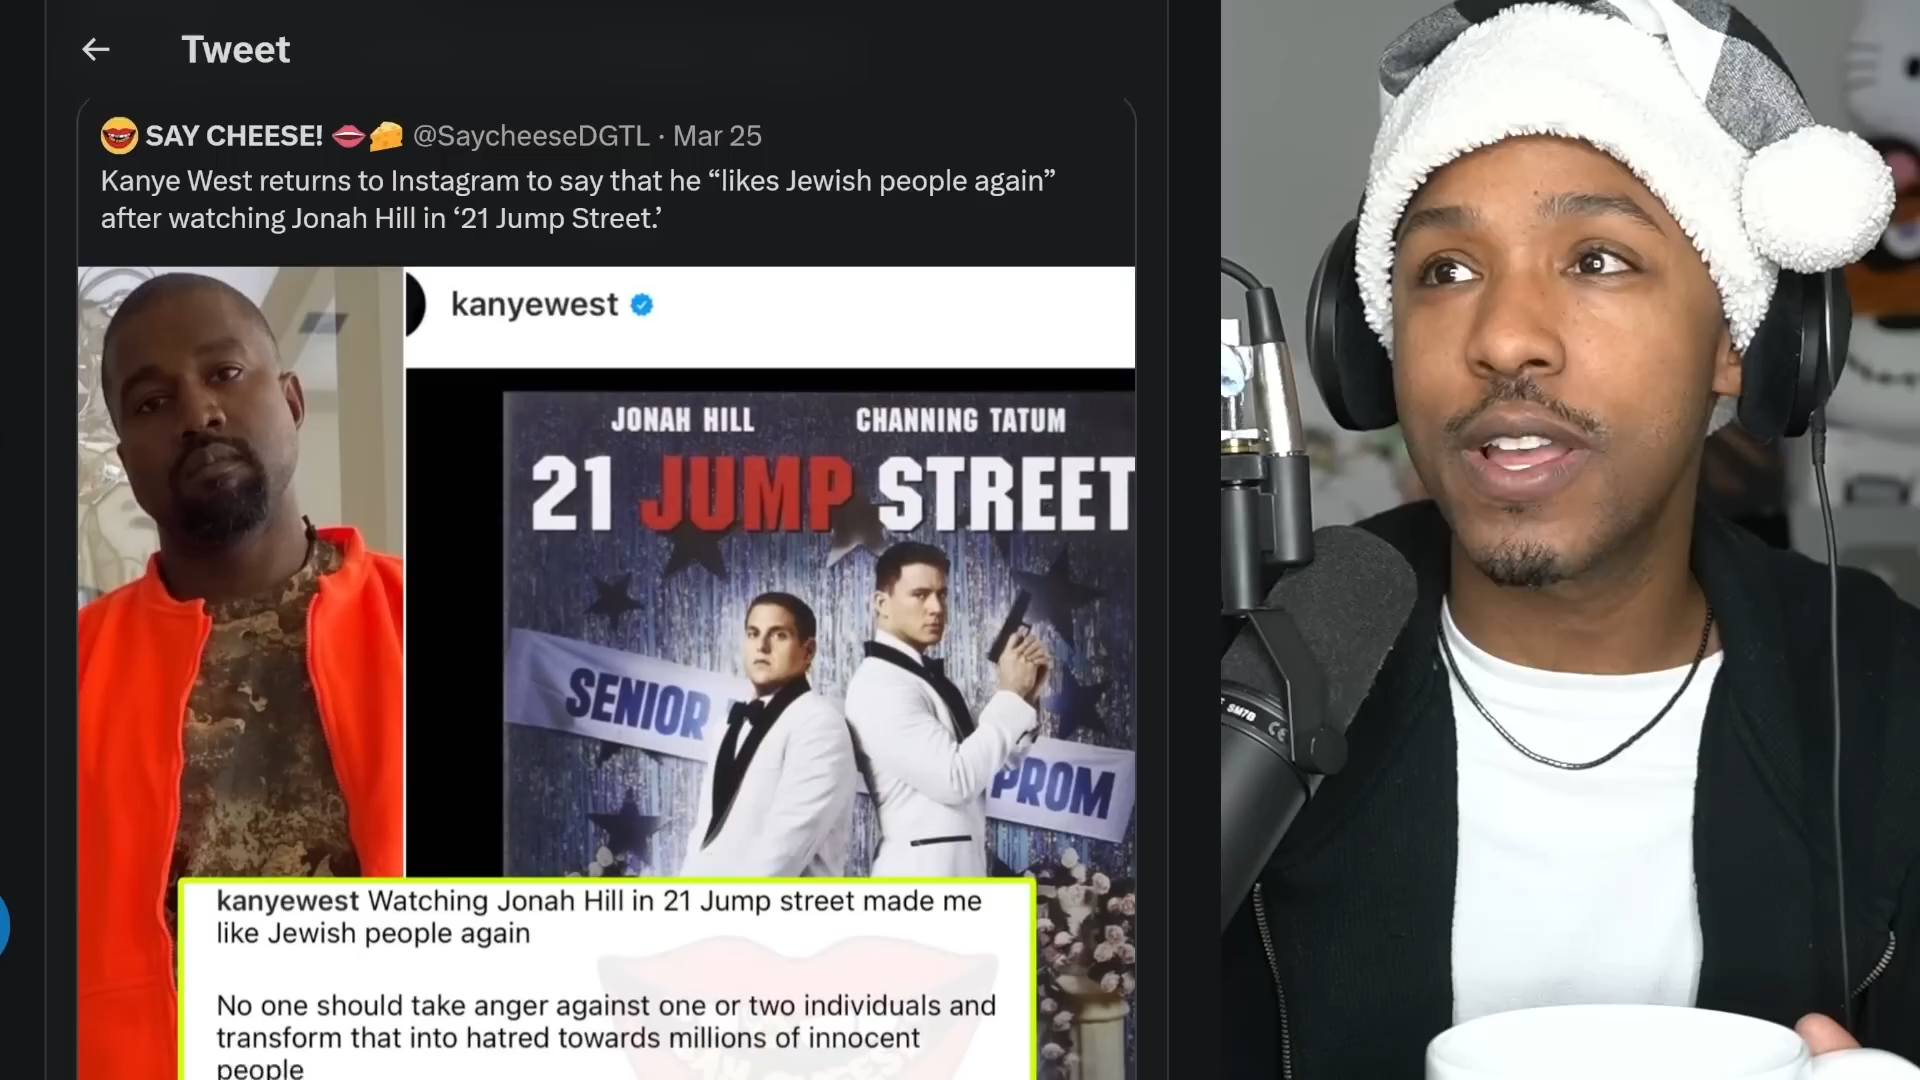 Tweet
SAY CHEESE! 👄🧀 @SaycheeseDGTL · Mar 25
Kanye West returns to Instagram to say that he “likes Jewish people again”
after watching Jonah Hill in ‘21 Jump Street.’
kanyewest
JONAH HILL CHANNING TATUM
21 JUMP STREET
SENIOR
PROM
kanyewest Watching Jonah Hill in 21 Jump street made me
like Jewish people again
No one should take anger against one or two individuals and
transform that into hatred towards millions of innocent
people
SM7B
CE